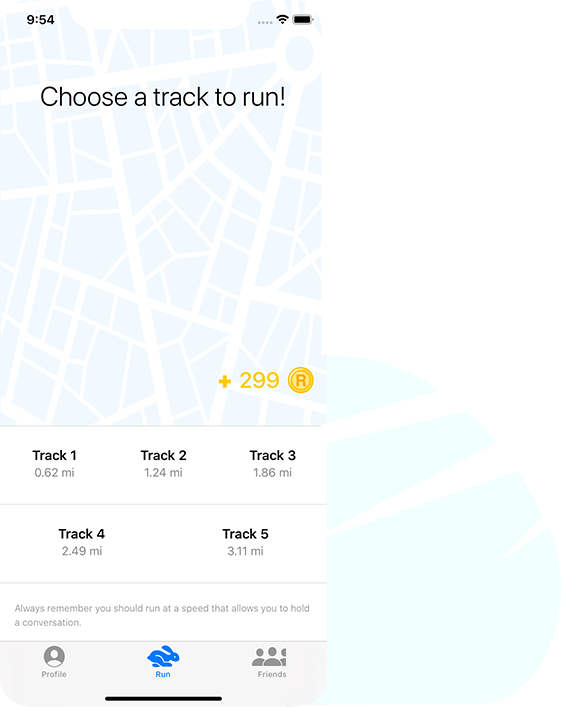 9:54
Choose a track to run!
+ 299 R
Track 1 Track 2 Track 3
0.62 mi 1.24 mi 1.86 mi
Track 4 Track 5
2.49 mi 3.11 mi
Always remember you should run at a speed that allows you to hold
a conversation.
Profile Run Friends